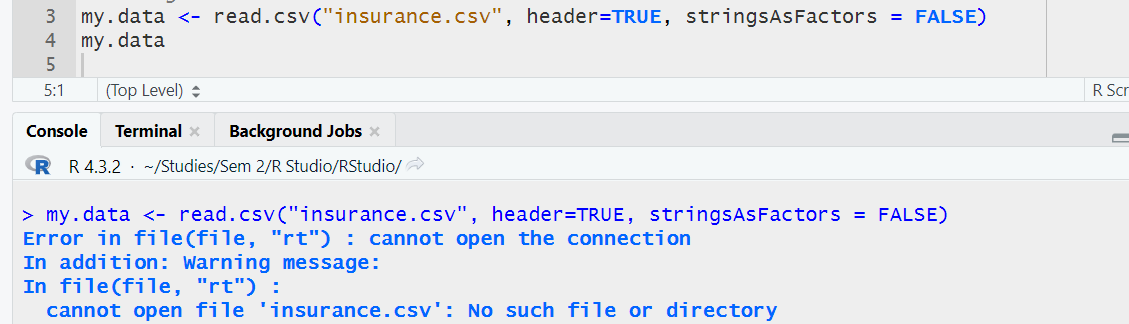 3 my.data <- read.csv("insurance.csv", header=TRUE, stringsAsFactors = FALSE)
4 my.data
5
5:1 (Top Level) R Scr
Console Terminal Background Jobs
R R 4.3.2 · ~/Studies/Sem 2/R Studio/RStudio/
> my.data <- read.csv("insurance.csv", header=TRUE, stringsAsFactors = FALSE)
Error in file(file, "rt") : cannot open the connection
In addition: Warning message:
In file(file, "rt") :
  cannot open file 'insurance.csv': No such file or directory